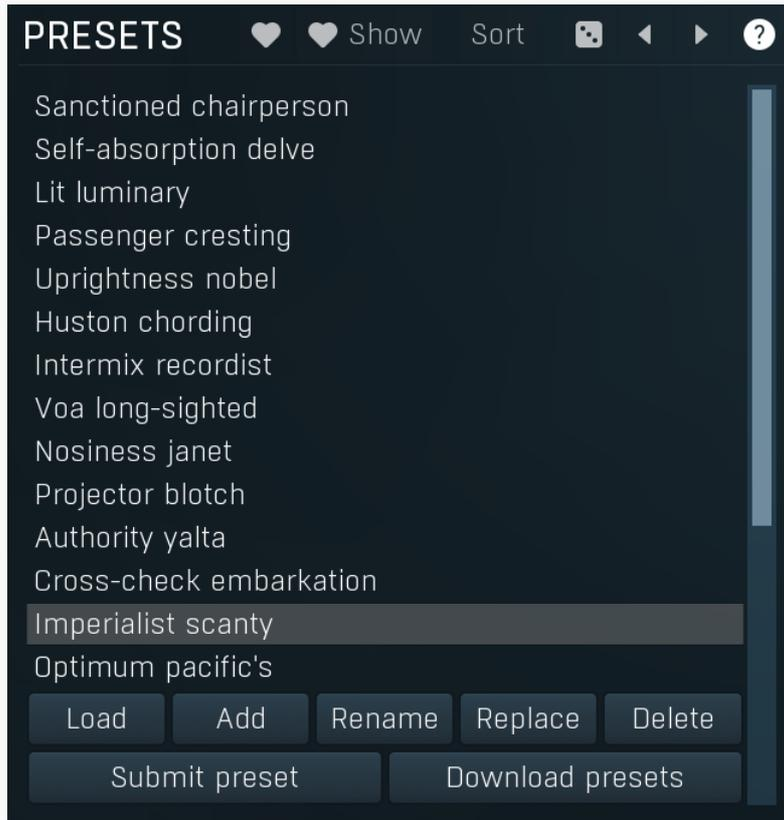 PRESETS Show Sort ?
Sanctioned chairperson
Self-absorption delve
Lit luminary
Passenger cresting
Uprightness nobel
Huston chording
Intermix recordist
Voa long-sighted
Nosiness janet
Projector blotch
Authority yalta
Cross-check embarkation
Imperialist scanty
Optimum pacific's
Load Add Rename Replace Delete
Submit preset Download presets